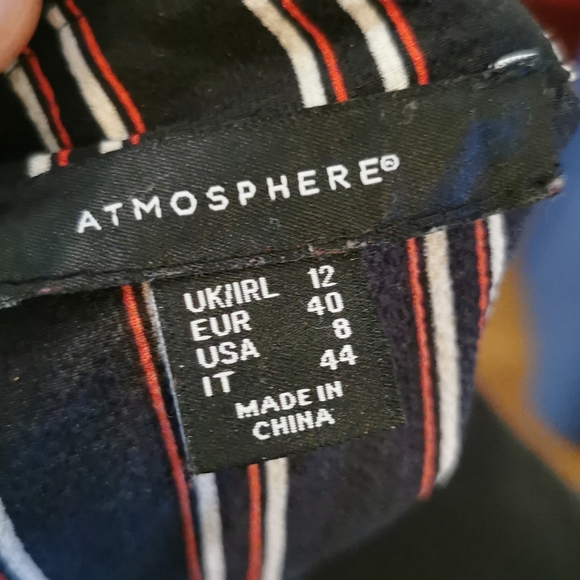 ATMOSPHERE®
UK/IRL 12
EUR 40
USA 8
IT 44
MADE IN
CHINA